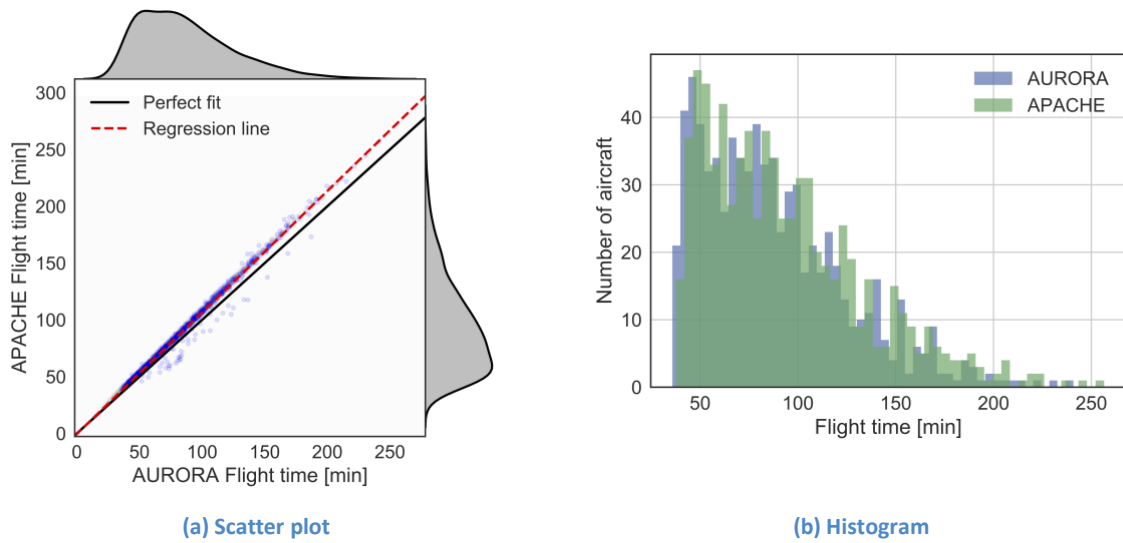 300
250
200
150
100
50
0
APACHE Flight time [min]
Perfect fit
Regression line
0 50 100 150 200 250
AURORA Flight time [min]
(a) Scatter plot
40
30
20
10
0
Number of aircraft
AURORA
APACHE
50 100 150 200 250
Flight time [min]
(b) Histogram